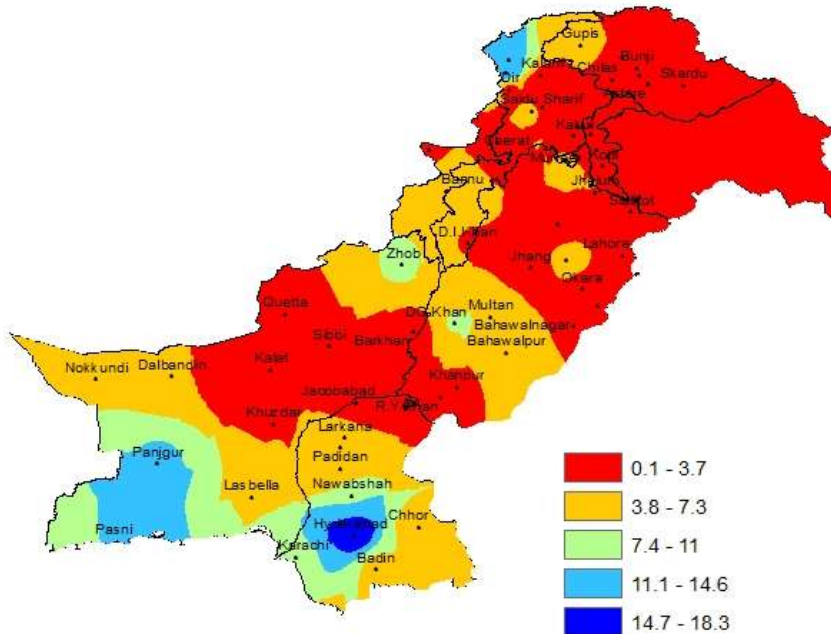 Gupis
Bunji
Kalam
Chilas
Skardu
Dir
Astore
Saidu Sharif
Kakul
Cherat
Kotli
Bannu
Jhelum
Sialkot
D.I.Khan
Zhob
Lahore
Jhang
Okara
Quetta
DG Khan
Multan
Sibbi
Barkhan
Bahawalnagar
Bahawalpur
Nokkundi
Dalbandin
Kalat
Khanpur
Jacobabad
R.Y.Khan
Khuzdar
Larkana
Panjgur
Padidan
Lasbella
Nawabshah
Pasni
Hyderabad
Chhor
Karachi
Badin
0.1 - 3.7
3.8 - 7.3
7.4 - 11
11.1 - 14.6
14.7 - 18.3